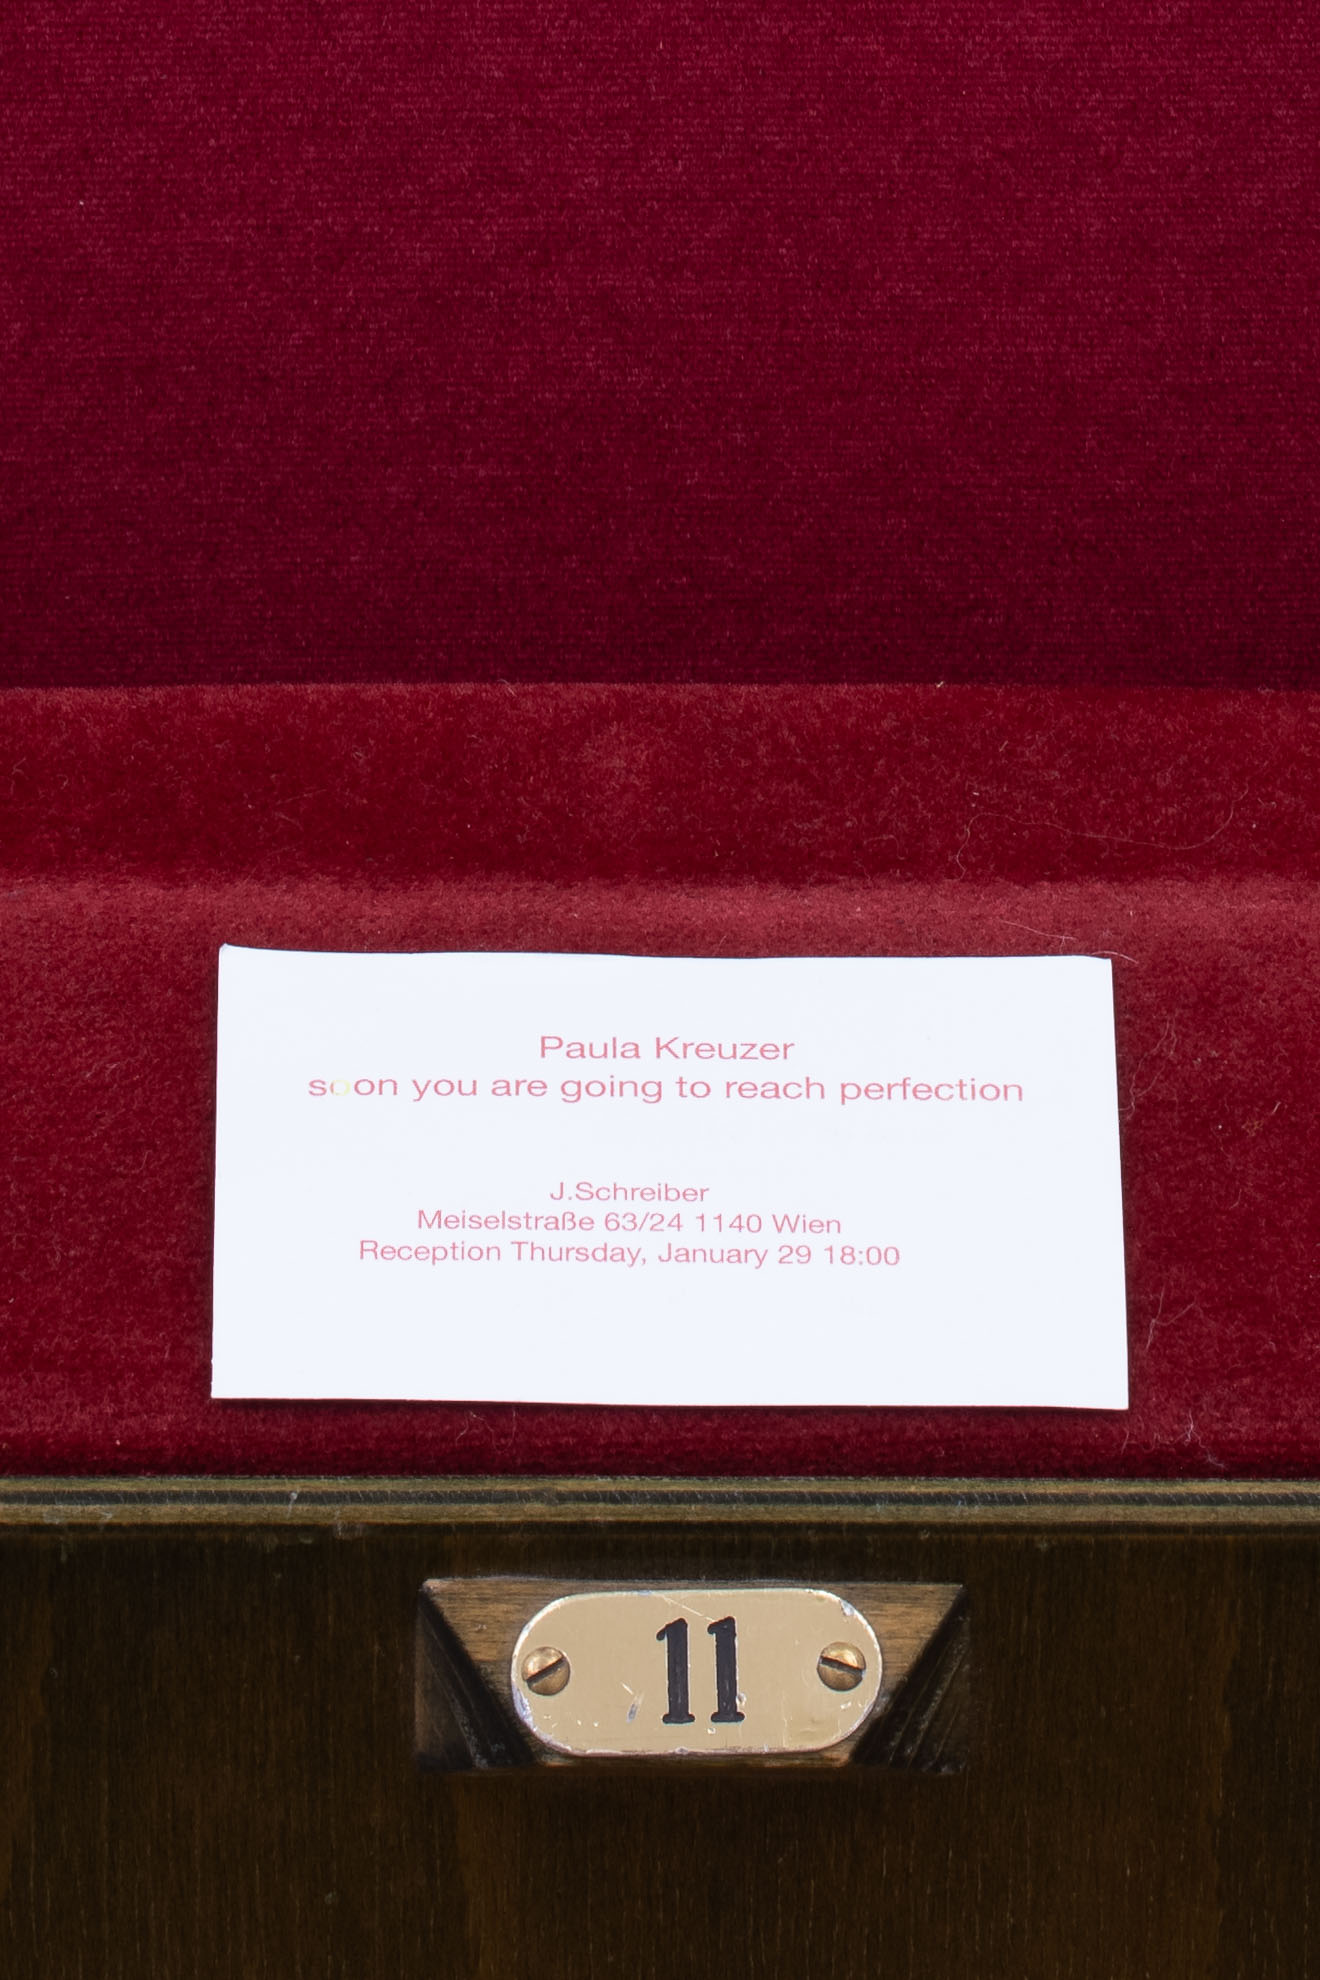 Paula Kreuzer
soon you are going to reach perfection
J.Schreiber
Meiselstraße 63/24 1140 Wien
Reception Thursday, January 29 18:00
11